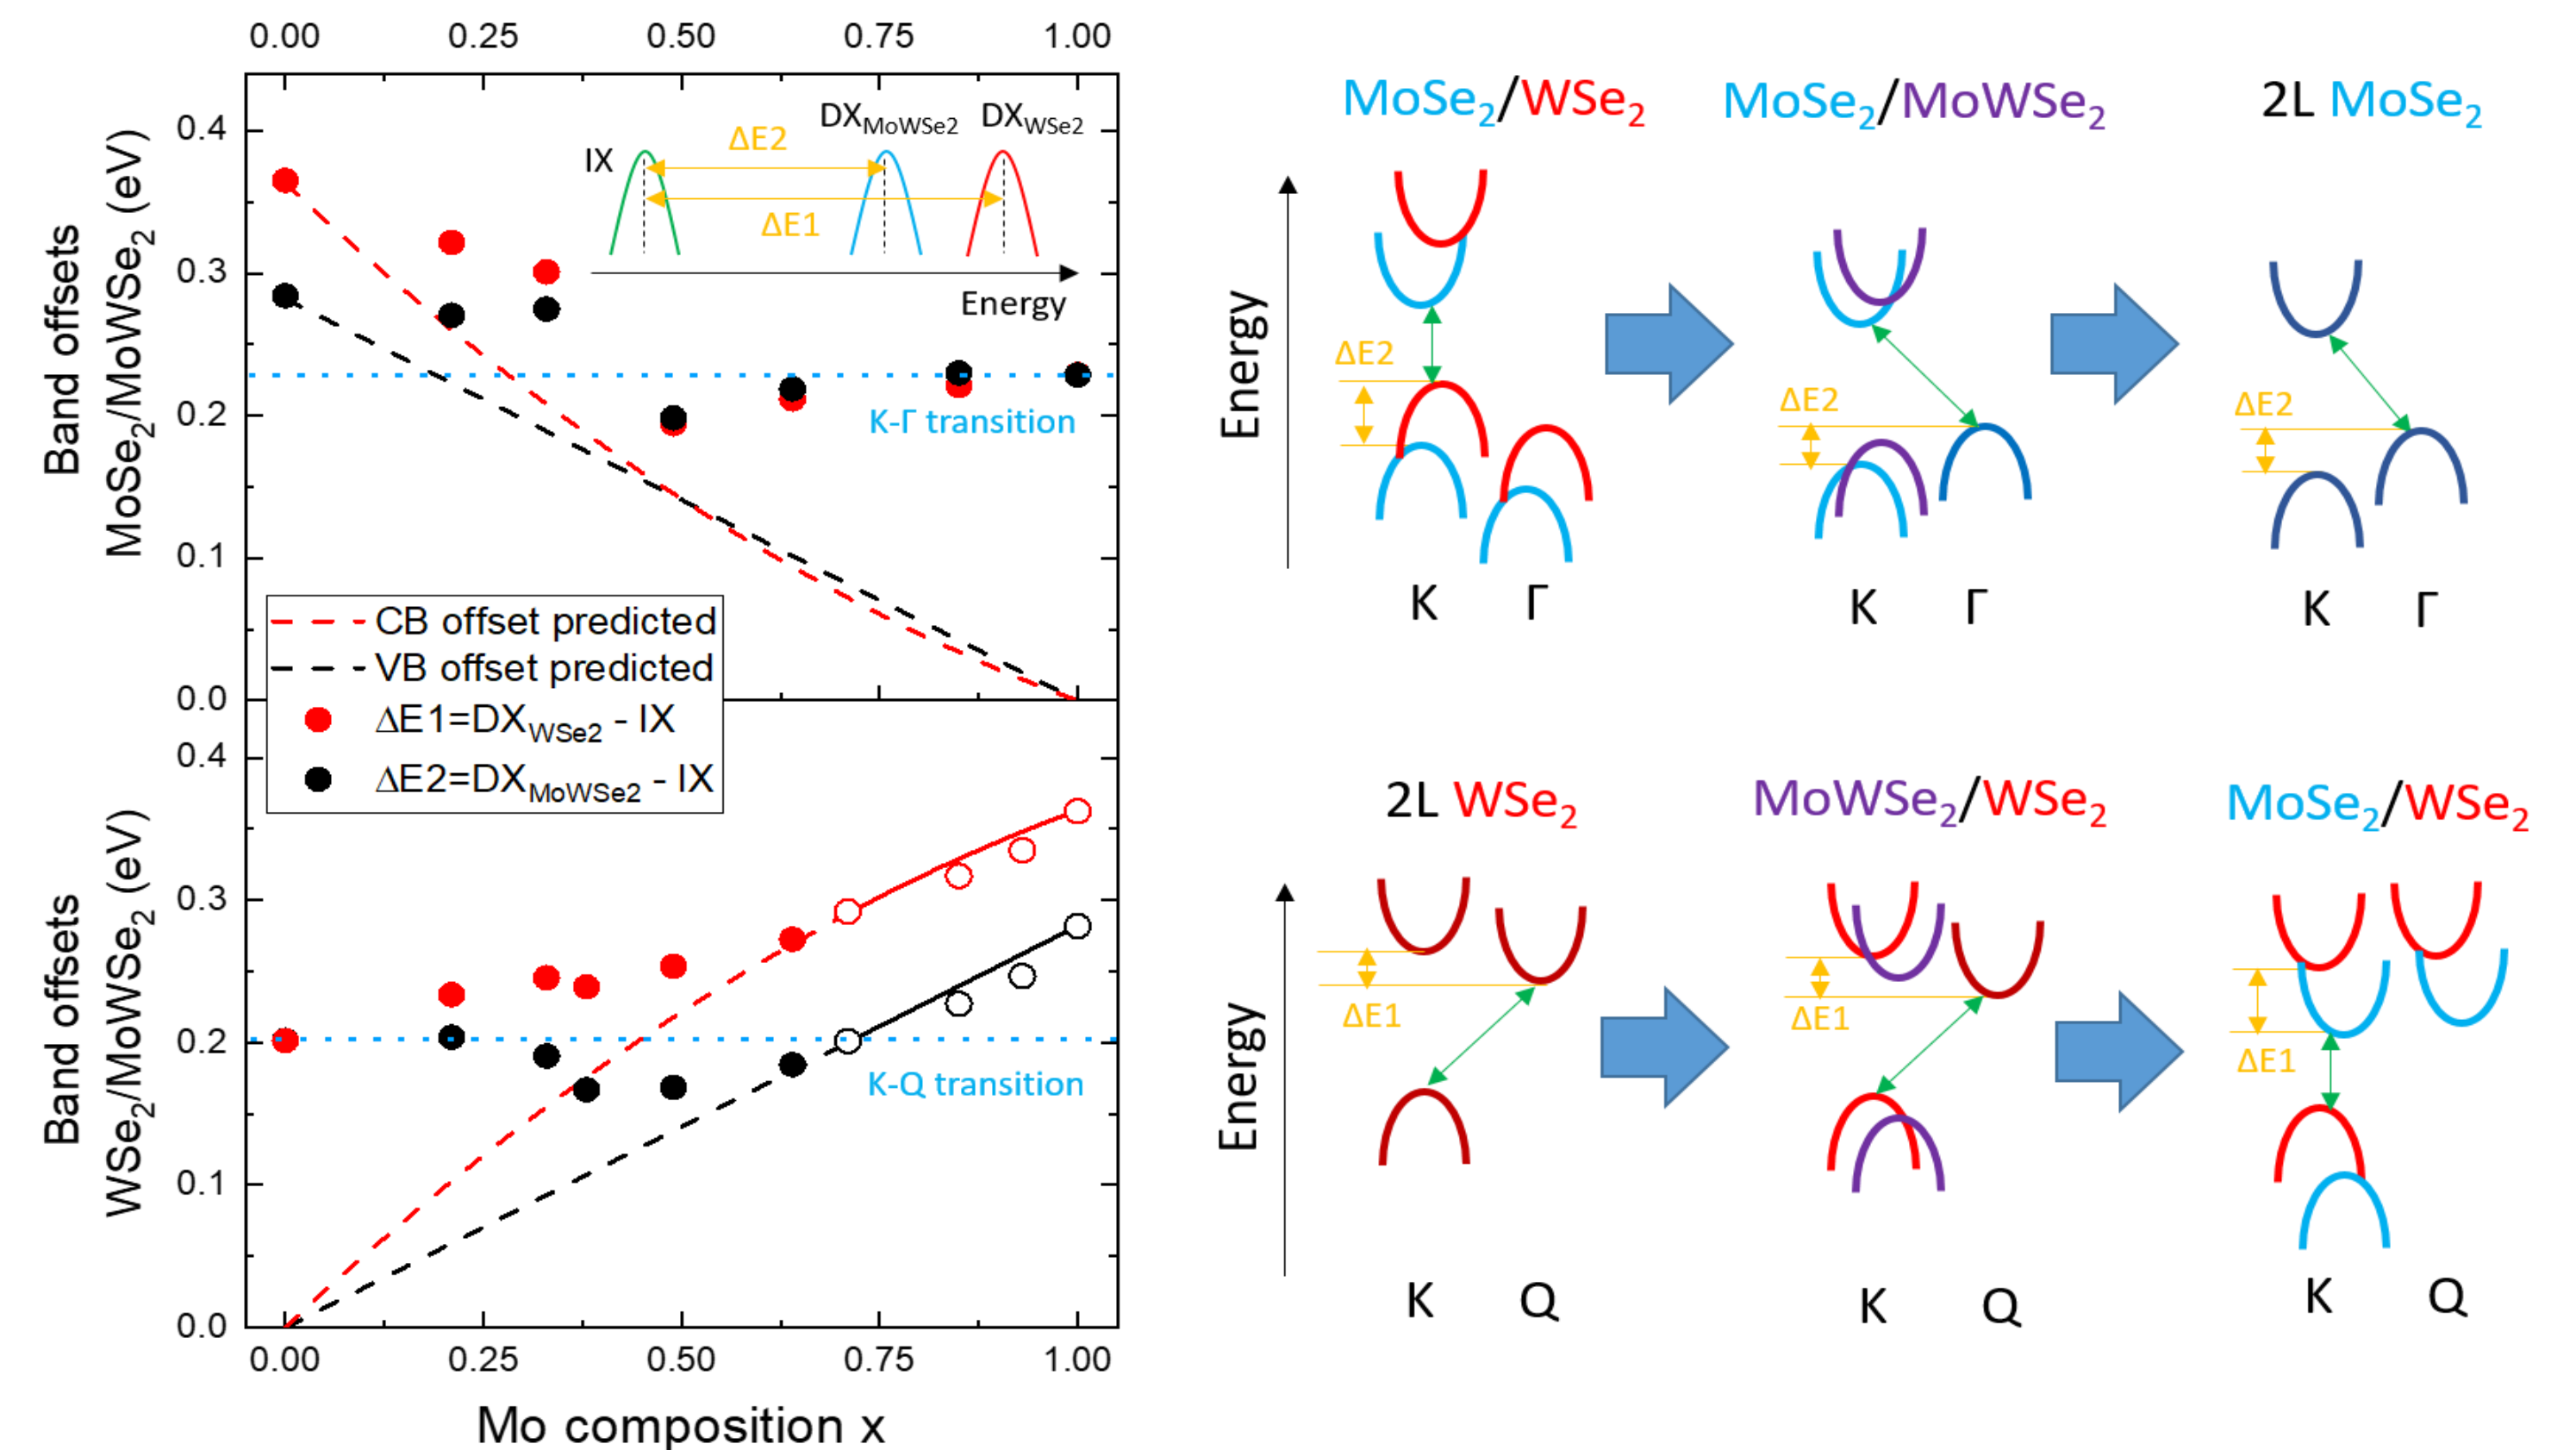 0.00 0.25 0.50 0.75 1.00
Band offsets
MoSe₂/MoWSe₂ (eV)
0.4
0.3
0.2
0.1
0.0
IX
ΔE2
DX_MoWSe2
DX_WSe2
ΔE1
Energy
K-Γ transition
CB offset predicted
VB offset predicted
ΔE1=DX_WSe2 - IX
ΔE2=DX_MoWSe2 - IX
Band offsets
WSe₂/MoWSe₂ (eV)
0.4
0.3
0.2
0.1
0.0
K-Q transition
0.00 0.25 0.50 0.75 1.00
Mo composition x
MoSe₂/WSe₂
MoSe₂/MoWSe₂
2L MoSe₂
Energy
ΔE2
ΔE2
ΔE2
K Γ
K Γ
K Γ
2L WSe₂
MoWSe₂/WSe₂
MoSe₂/WSe₂
Energy
ΔE1
ΔE1
ΔE1
K Q
K Q
K Q